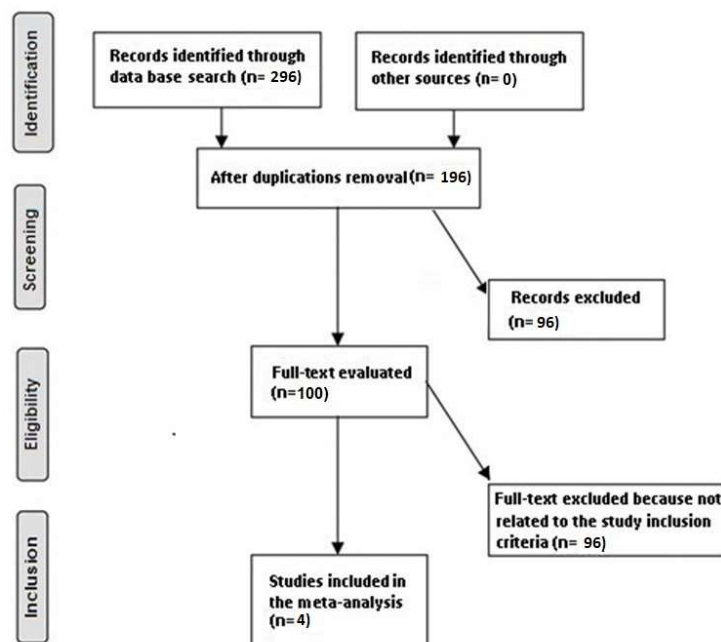 Identification
Records identified through
data base search (n= 296)
Records identified through
other sources (n= 0)
After duplications removal (n= 196)
Screening
Records excluded
(n= 96)
Full-text evaluated
(n=100)
Eligibility
Full-text excluded because not
related to the study inclusion
criteria (n= 96)
Inclusion
Studies included in
the meta-analysis
(n=4)